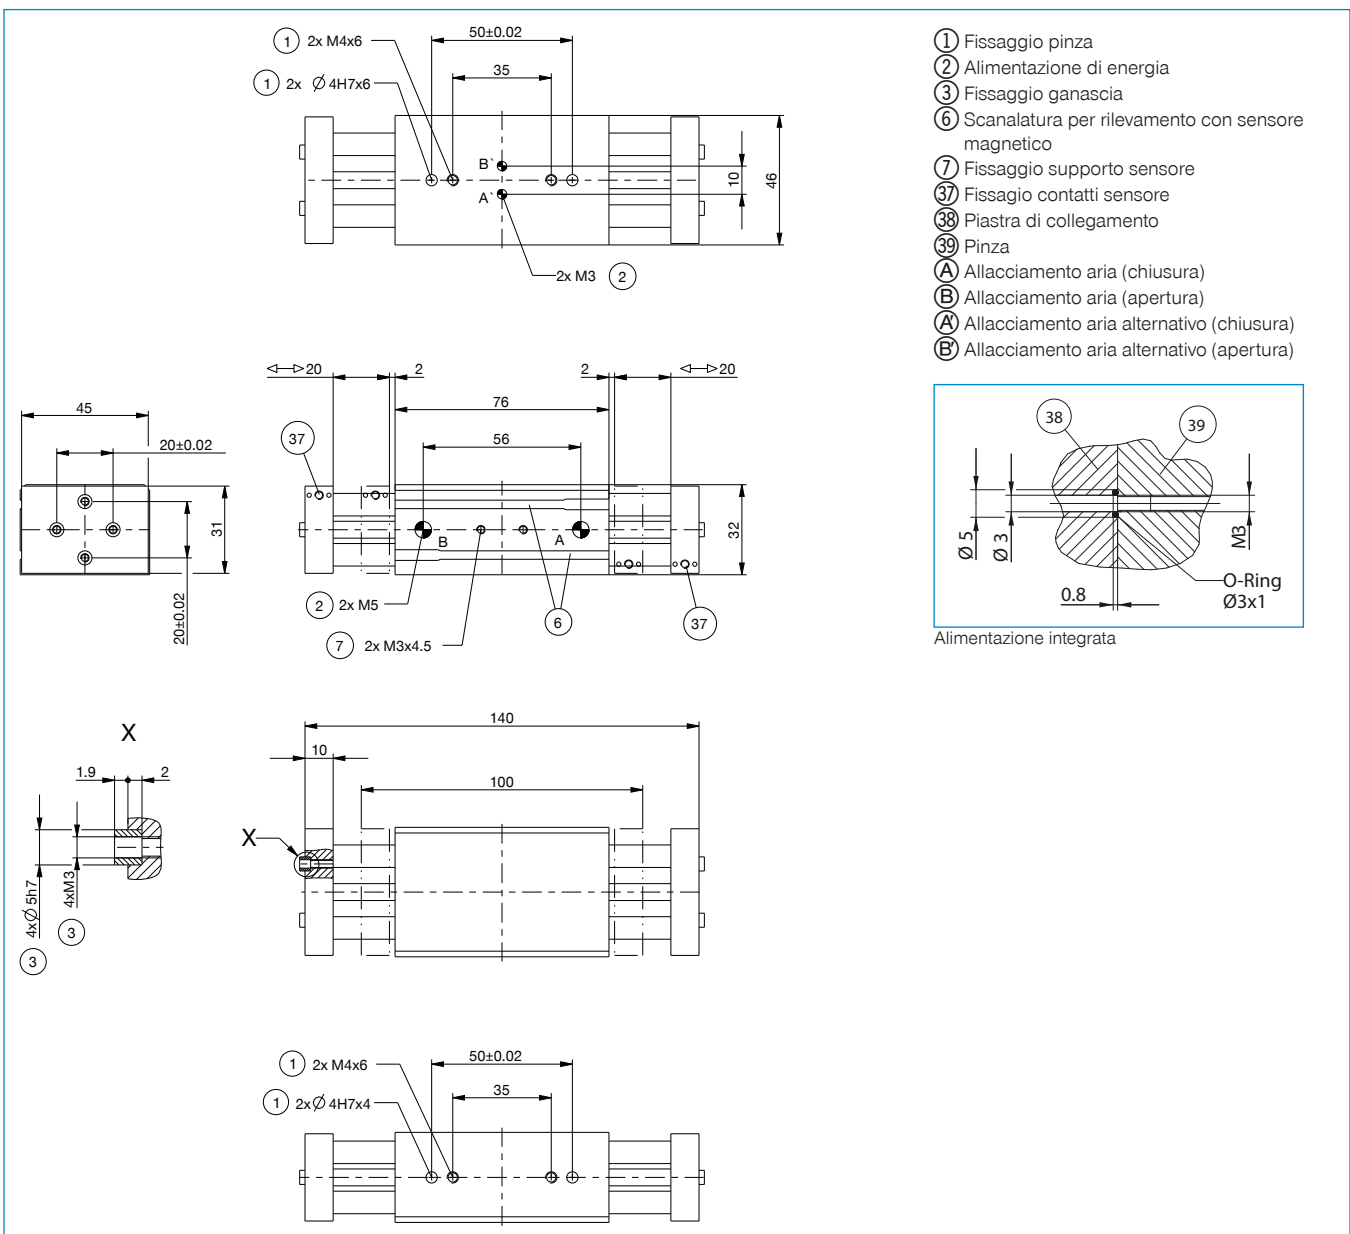 1 2x M4x6
50±0.02
35
1 2x Ø 4H7x6
B`
A`
10
46
2x M3 2
1 Fissaggio pinza
2 Alimentazione di energia
3 Fissaggio ganascia
6 Scanalatura per rilevamento con sensore
magnetico
7 Fissaggio supporto sensore
37 Fissagio contatti sensore
38 Piastra di collegamento
39 Pinza
A Allacciamento aria (chiusura)
B Allacciamento aria (apertura)
A' Allacciamento aria alternativo (chiusura)
B' Allacciamento aria alternativo (apertura)
20 2 2 20
76
56
37
45
20±0.02
31
20±0.02
B A
32
2 2x M5
6
37
7 2x M3x4.5
38
39
Ø 5
Ø 3
M3
0.8
O-Ring
Ø3x1
Alimentazione integrata
X
1.9 2
4xØ 5h7
4xM3
3
3
140
10
100
X
1 2x M4x6
50±0.02
35
1 2xØ 4H7x4